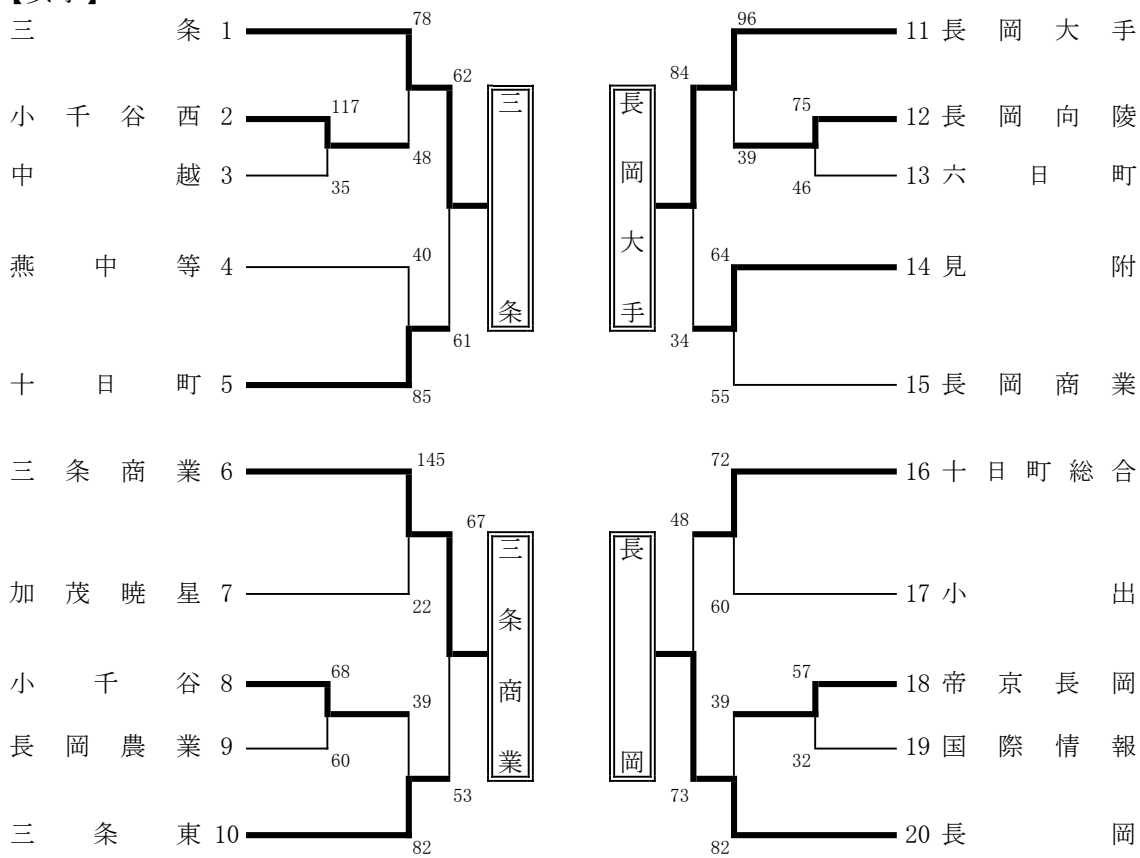 三条 1 78 96 11 長岡大手
62 84
小千谷西 2 117 75 12 長岡向陵
48 39
中越 3 35 46 13 六日町
三条 長岡大手
燕中等 4 40 64 14 見附
61 34
十日町 5 85 55 15 長岡商業
三条商業 6 145 72 16 十日町総合
67 48
加茂暁星 7 22 60 17 小出
三条商業 長岡
小千谷 8 68 57 18 帝京長岡
39 39
長岡農業 9 60 32 19 国際情報
53 73
三条東 10 82 82 20 長岡